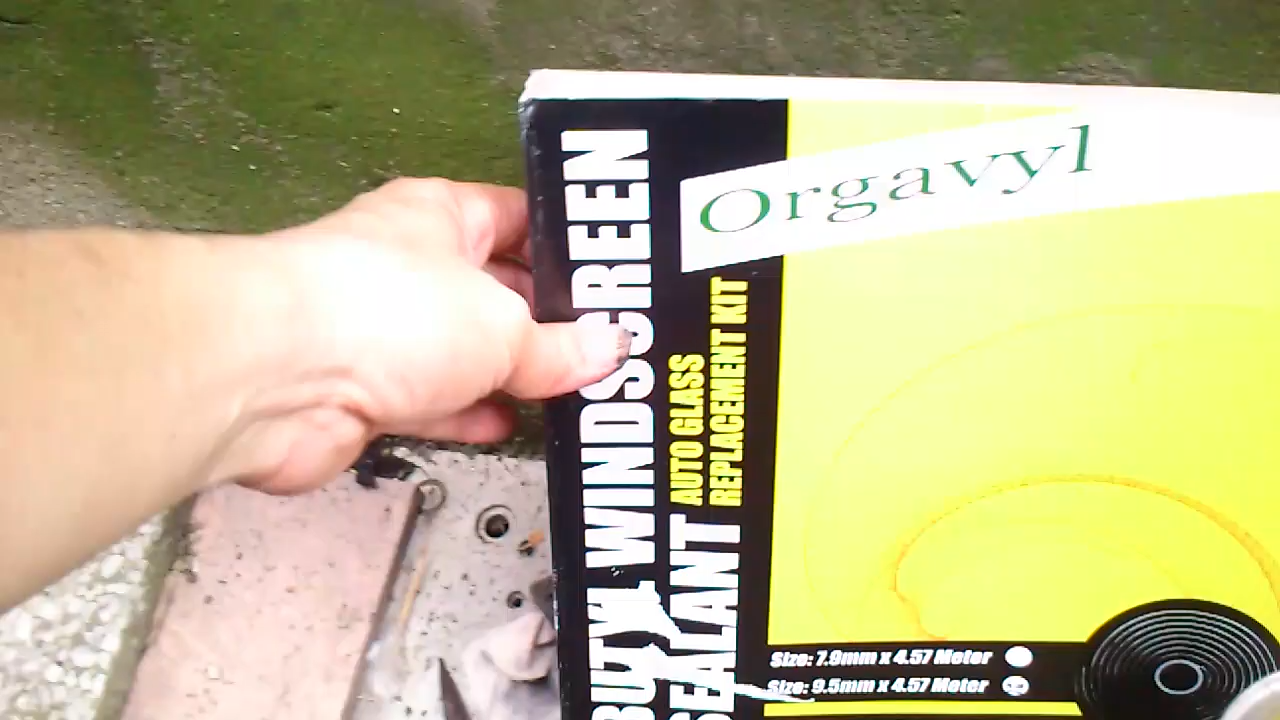 Orgavyl
WINDSCREEN
SEALANT
AUTO GLASS
REPLACEMENT KIT
Size: 7.9mm x 4.57 Meter
Size: 9.5mm x 4.57 Meter